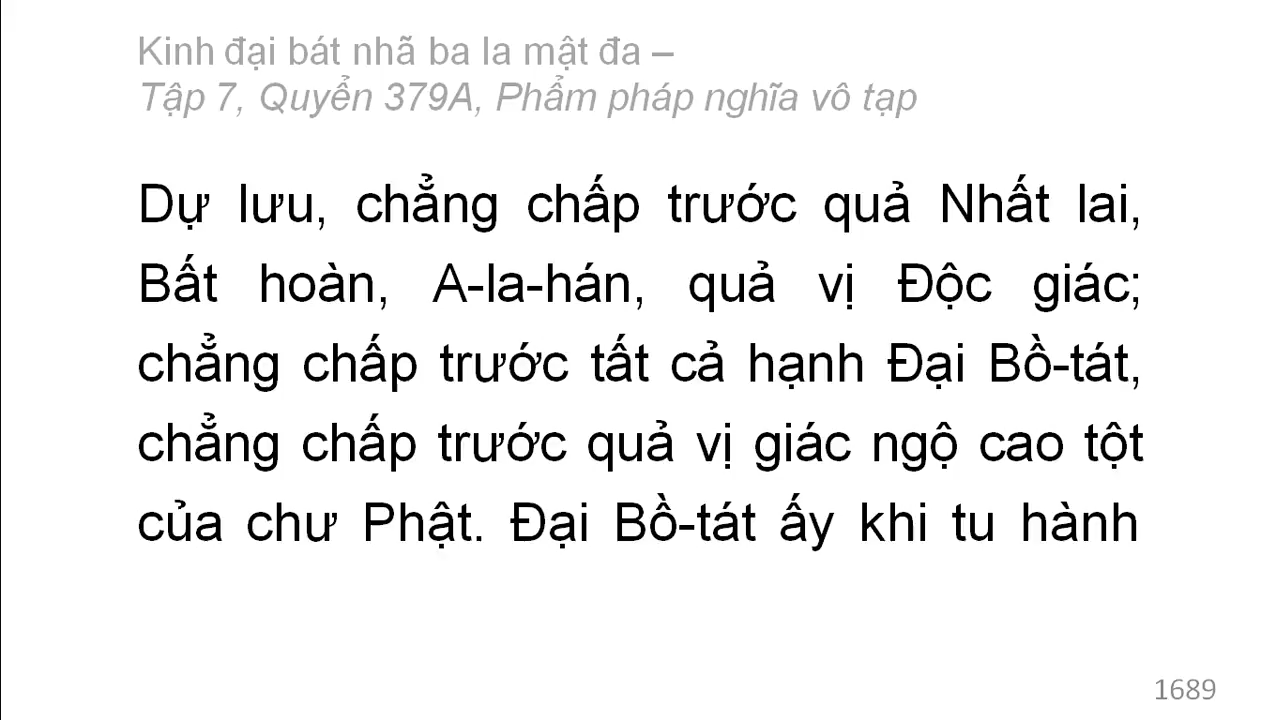 Kinh đại bát nhã ba la mật đa –
Tập 7, Quyển 379A, Phẩm pháp nghĩa vô tạp
Dự lưu, chẳng chấp trước quả Nhất lai,
Bất hoàn, A-la-hán, quả vị Độc giác;
chẳng chấp trước tất cả hạnh Đại Bồ-tát,
chẳng chấp trước quả vị giác ngộ cao tột
của chư Phật. Đại Bồ-tát ấy khi tu hành
1689